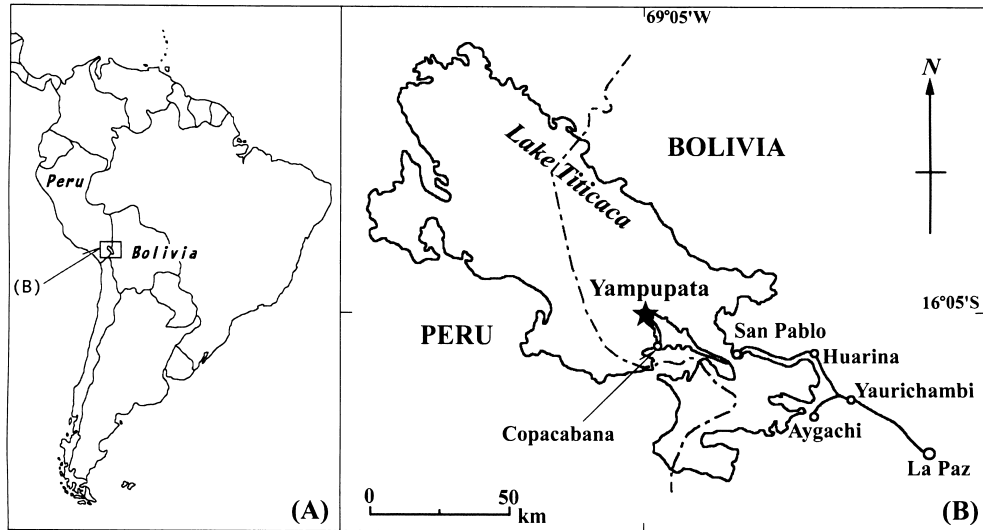 Peru
(B)
Bolivia
(A)
69°05'W
N
BOLIVIA
Lake Titicaca
Yampupata
16°05'S
PERU
San Pablo
Huarina
Yaurichambi
Copacabana
Aygachi
La Paz
0 50
km
(B)